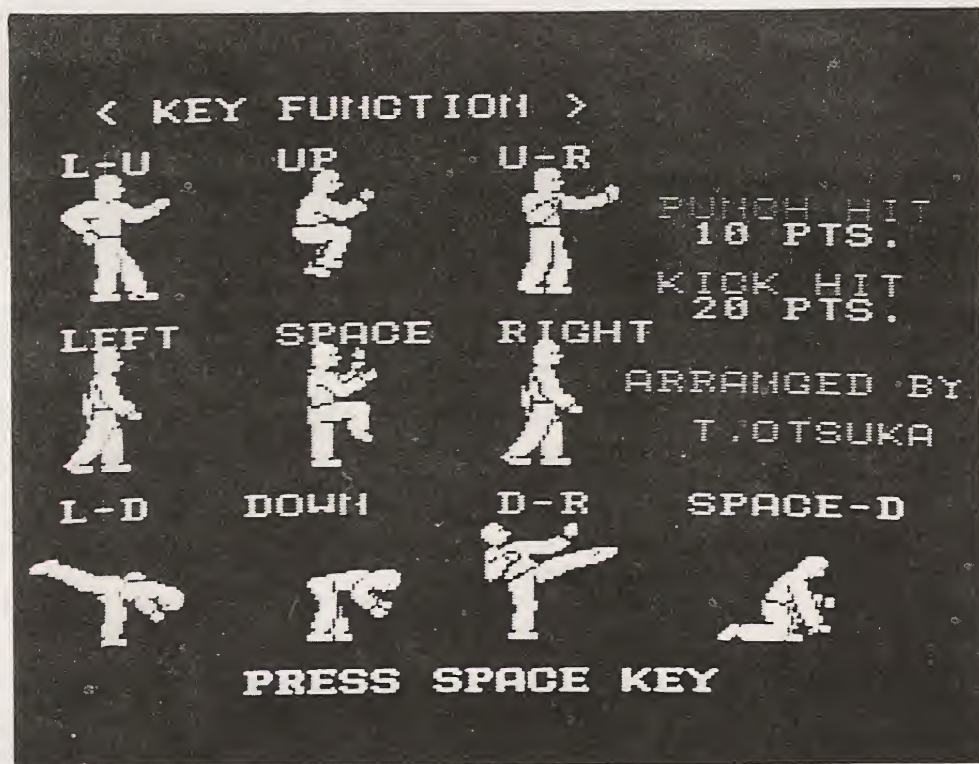 < KEY FUNCTION >
L-U UP U-R
PUNCH HIT
10 PTS.
KICK HIT
20 PTS.
LEFT SPACE RIGHT
ARRANGED BY
T.OTSUKA
L-D DOWN D-R SPACE-D
PRESS SPACE KEY